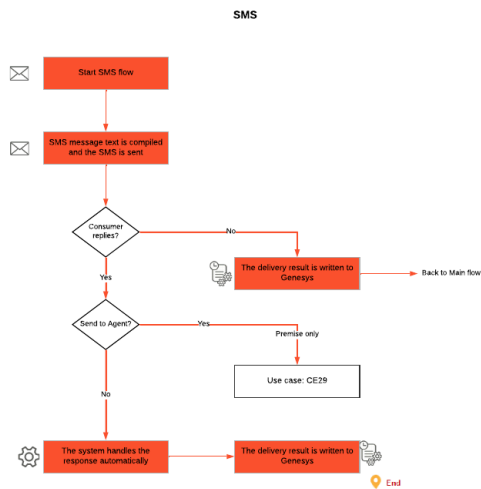 SMS
Start SMS flow
SMS message text is compiled
and the SMS is sent
Consumer
replies?
No
The delivery result is written to
Genesys
Back to Main flow
Yes
Send to Agent?
Yes
Premise only
Use case: CE29
No
The system handles the
response automatically
The delivery result is written to
Genesys
End